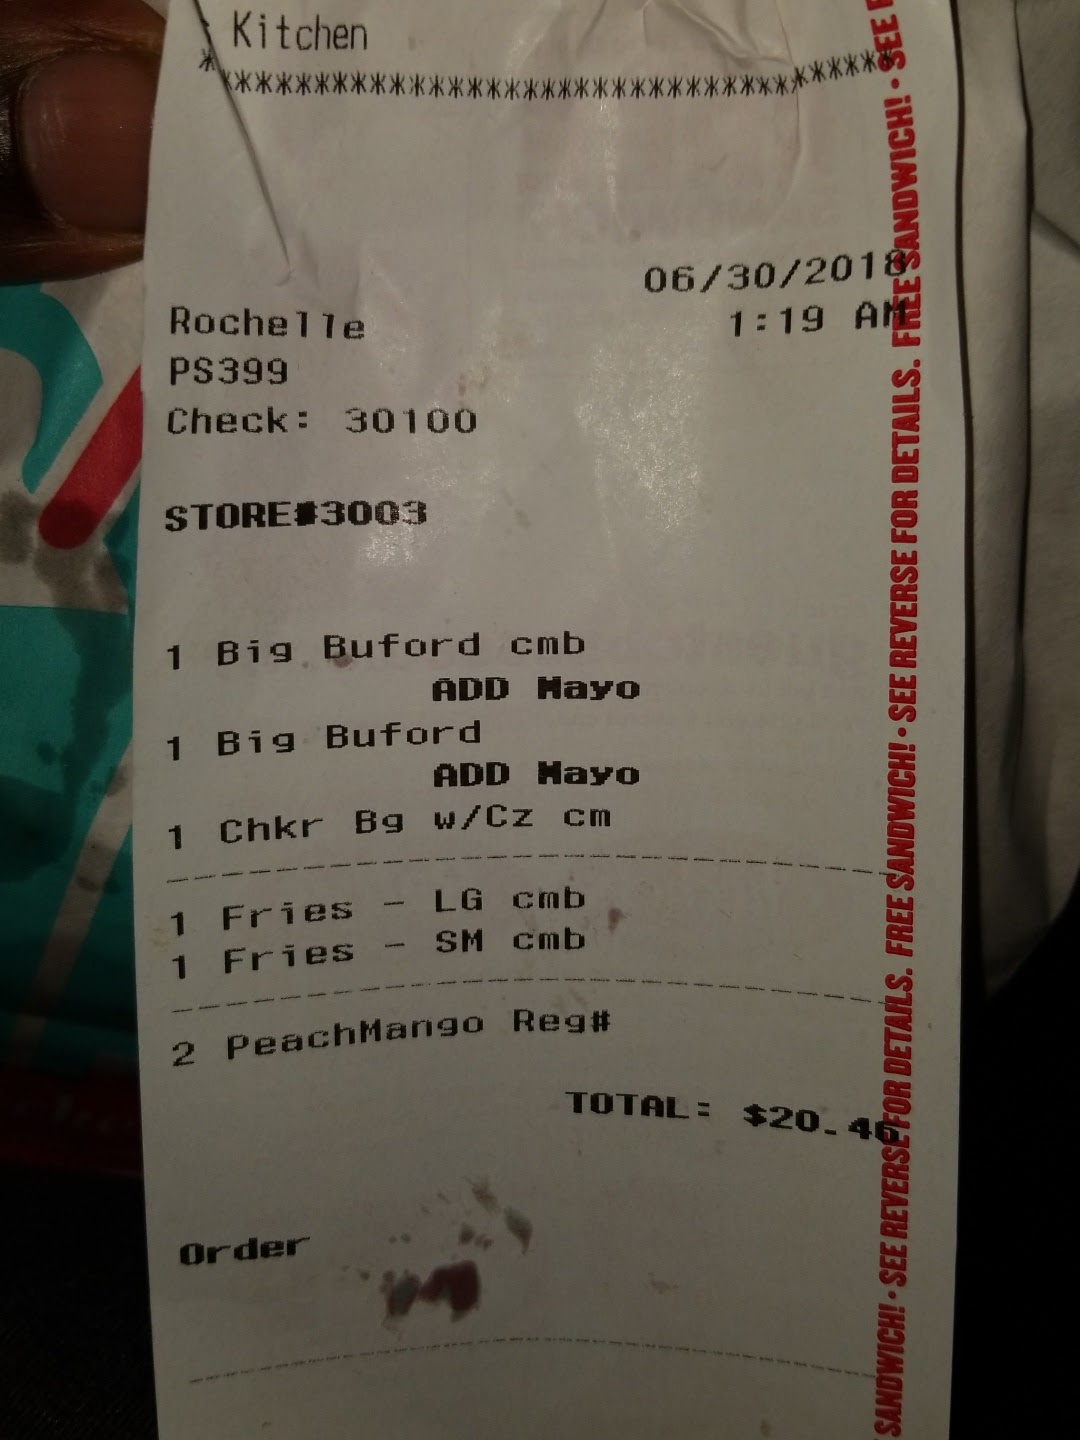 Kitchen
*****************************************
06/30/2018
Rochelle
1:19 AM
PS399
Check: 30100
STORE#3003
1 Big Buford cmb
ADD Mayo
1 Big Buford
ADD Mayo
1 Chkr Bg w/Cz cm
1 Fries - LG cmb
1 Fries - SM cmb
2 PeachMango Reg#
TOTAL: $20.46
Order
SANDWICH! • SEE REVERSE FOR DETAILS. FREE SANDWICH! • SEE REVERSE FOR DETAILS. FREE SANDWICH! • SEE